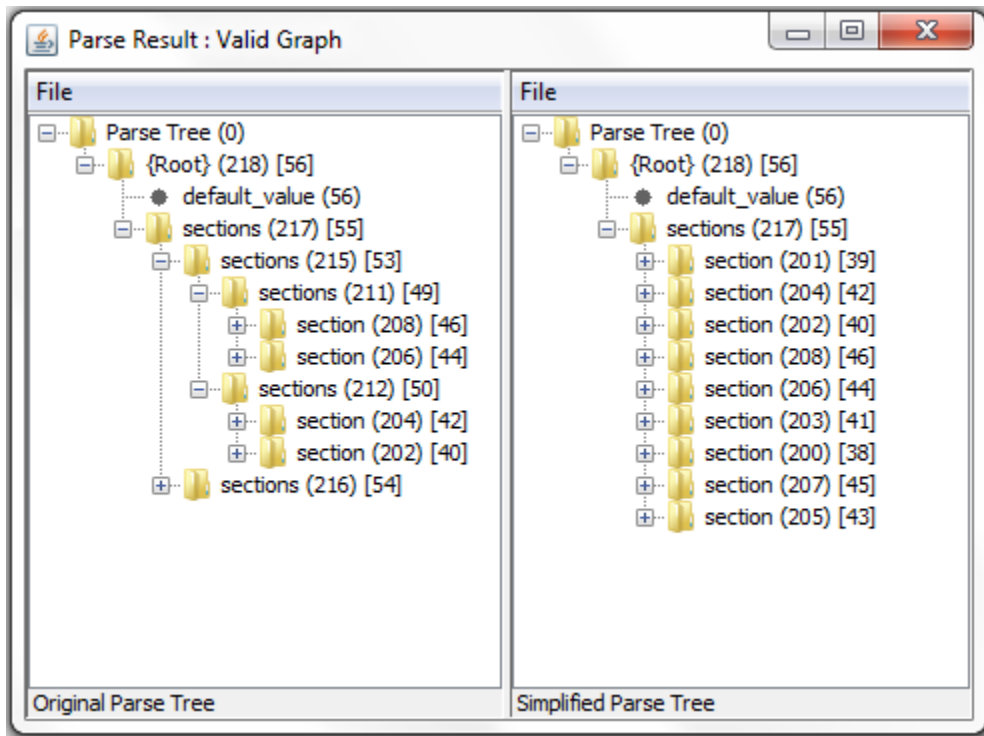 Parse Result : Valid Graph
File
Parse Tree (0)
{Root} (218) [56]
default_value (56)
sections (217) [55]
sections (215) [53]
sections (211) [49]
section (208) [46]
section (206) [44]
sections (212) [50]
section (204) [42]
section (202) [40]
sections (216) [54]
Original Parse Tree
File
Parse Tree (0)
{Root} (218) [56]
default_value (56)
sections (217) [55]
section (201) [39]
section (204) [42]
section (202) [40]
section (208) [46]
section (206) [44]
section (203) [41]
section (200) [38]
section (207) [45]
section (205) [43]
Simplified Parse Tree